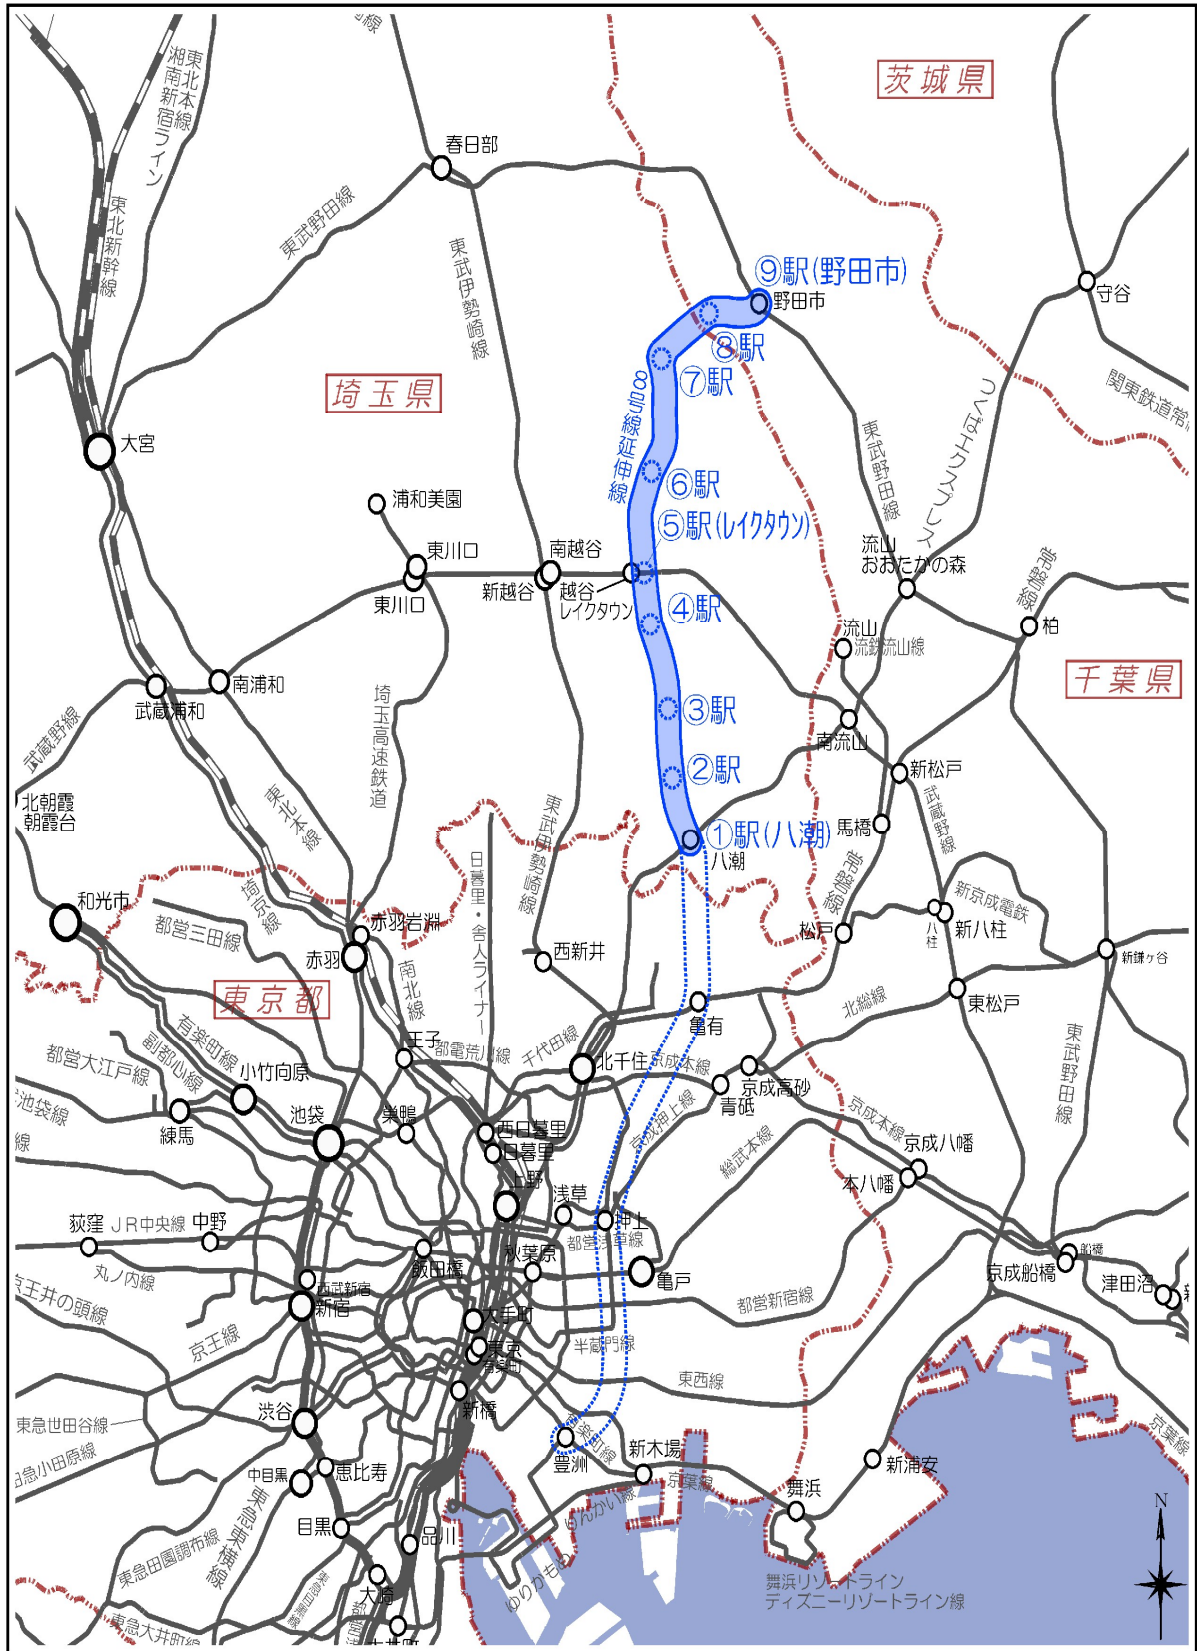 茨城県
線
東北本線
湘南新宿ライン
東北新幹線
春日部
東武野田線
東武伊勢崎線
⑨駅(野田市)
野田市
守谷
⑧駅
⑦駅
関東鉄道常
埼玉県
8号線延伸線
つくばエクスプレス
東武野田線
大宮
浦和美園
⑥駅
⑤駅(レイクタウン)
東川口
南越谷
流山
おおたかの森
常磐線
東川口
新越谷
越谷
レイクタウン
④駅
柏
流山
流鉄流山線
千葉県
南浦和
武蔵浦和
武蔵野線
埼玉高速鉄道
③駅
南流山
②駅
新松戸
北朝霞
朝霞台
東北本線
東武伊勢崎線
武蔵野線
馬橋
①駅(八潮)
八潮
日暮里・舎人ライナー
常磐線
新京成電鉄
和光市
埼京線
都営三田線
赤羽岩淵
赤羽
西新井
松戸
八柱
新八柱
新鎌ヶ谷
東京都
南北線
亀有
北総線
東松戸
有楽町線
副都心線
都営大江戸線
王子
都電荒川線
千代田線
北千住
京成本線
京成高砂
青砥
東武野田線
小竹向原
池袋線
練馬
池袋
巣鴨
西日暮里
日暮里
京成押上線
総武本線
京成本線
京成八幡
本八幡
線
上野
浅草
押上
都営浅草線
荻窪
JR中央線
中野
丸ノ内線
飯田橋
秋葉原
亀戸
船橋
京成船橋
津田沼
新
京王井の頭線
西武新宿
新宿
都営新宿線
京王線
大手町
東京
有楽町
半蔵門線
東西線
新橋
東急世田谷線
渋谷
有楽町線
豊洲
新木場
京葉線
京葉線
新浦安
急小田原線
中目黒
恵比寿
舞浜
東急東横線
目黒
品川
りんかい線
ゆりかもめ
東急田園調布線
大崎
東急目黒線
舞浜リゾートライン
ディズニーリゾートライン線
東急大井町線
大井町
N